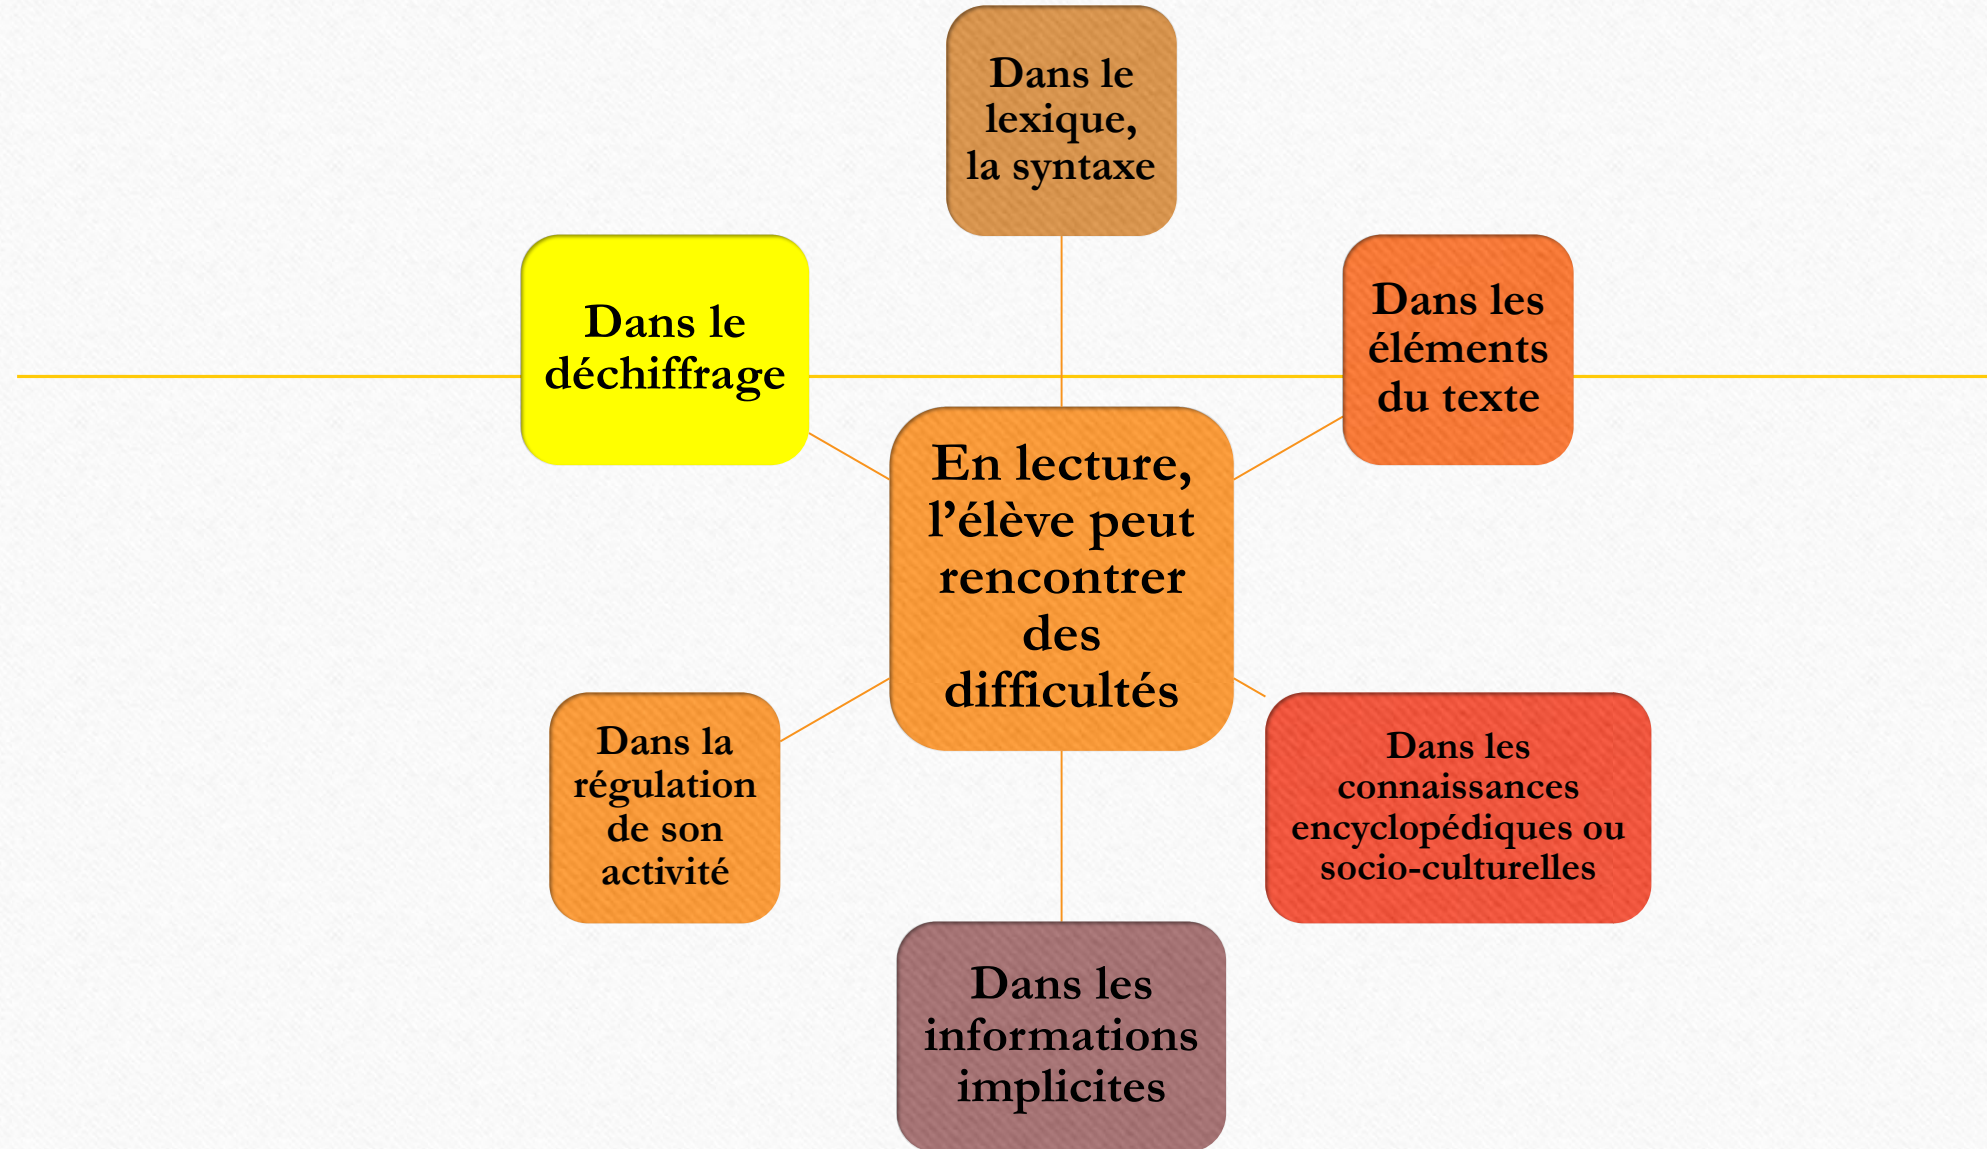 Dans le
lexique,
la syntaxe
Dans le
déchiffrage
Dans les
éléments
du texte
En lecture,
l’élève peut
rencontrer
des
difficultés
Dans la
régulation
de son
activité
Dans les
connaissances
encyclopédiques ou
socio-culturelles
Dans les
informations
implicites